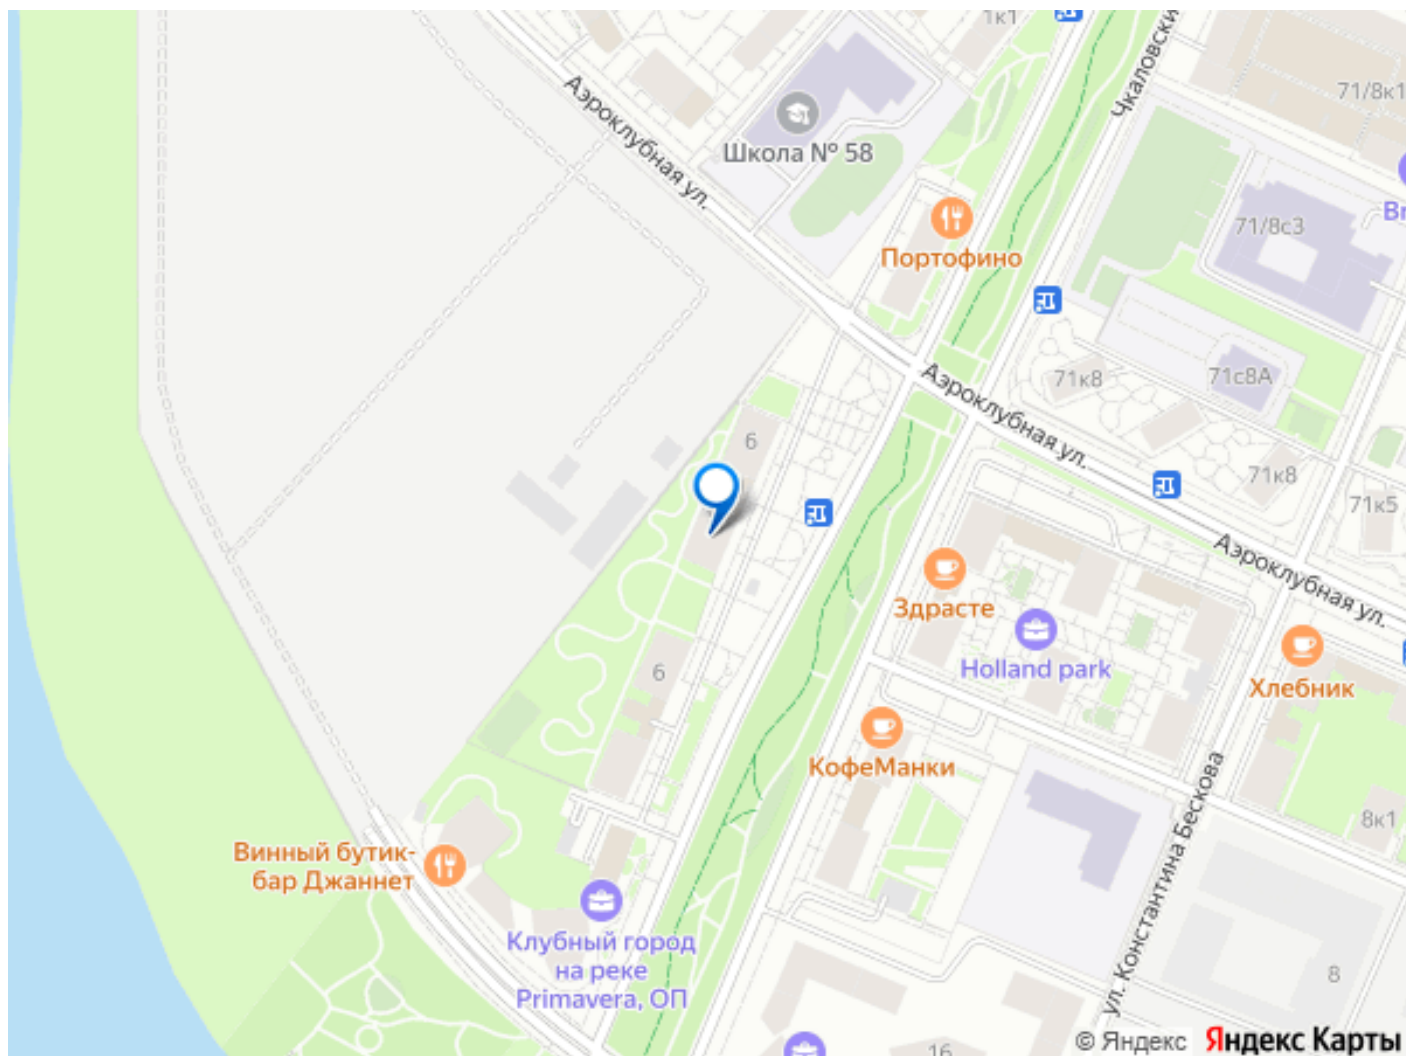 1к1
Чкаловски
71/8к1
Аэроклубная ул.
Школа № 58
Br
71/8с3
Портофино
Аэроклубная ул.
71к8
71с8А
6
71к8
71к5
Аэроклубная ул.
Здрасте
Holland park
6
Хлебник
КофеМанки
ул. Константина Бескова
8к1
Винный бутик-
бар Джаннет
Клубный город
на реке
Primavera, ОП
8
16
© Яндекс Яндекс Карты